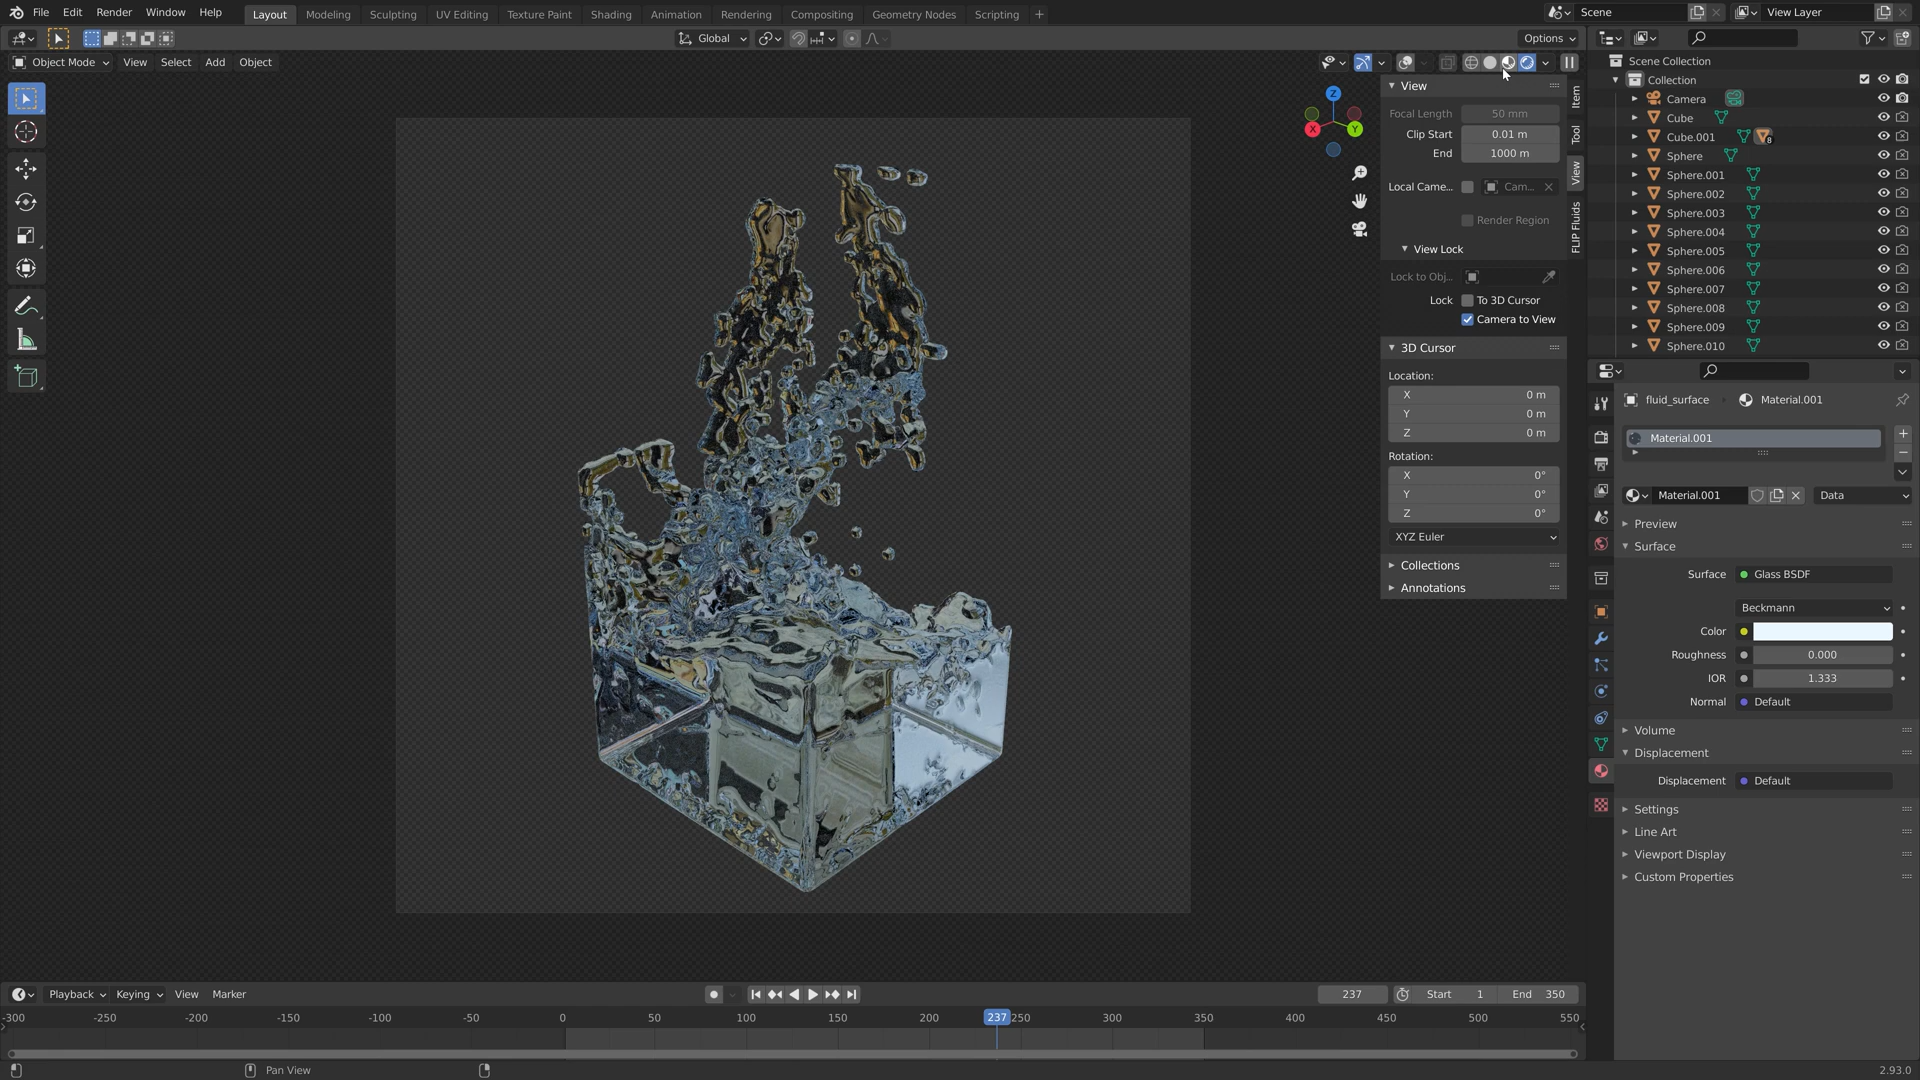 File Edit Render Window Help Layout Modeling Sculpting UV Editing Texture Paint Shading Animation Rendering Compositing Geometry Nodes Scripting + Scene View Layer
Global Options
Object Mode View Select Add Object
Z
X
Y
View
Focal Length 50 mm
Clip Start 0.01 m
End 1000 m
Local Came... Cam...
Render Region
View Lock
Lock to Obj...
Lock To 3D Cursor
Camera to View
3D Cursor
Location:
X 0 m
Y 0 m
Z 0 m
Rotation:
X 0°
Y 0°
Z 0°
XYZ Euler
Collections
Annotations
Item
Tool
View
FLIP Fluids
Scene Collection
Collection
Camera
Cube
Cube.001 8
Sphere
Sphere.001
Sphere.002
Sphere.003
Sphere.004
Sphere.005
Sphere.006
Sphere.007
Sphere.008
Sphere.009
Sphere.010
fluid_surface Material.001
Material.001
Material.001 Data
Preview
Surface
Surface Glass BSDF
Beckmann
Color
Roughness 0.000
IOR 1.333
Normal Default
Volume
Displacement
Displacement Default
Settings
Line Art
Viewport Display
Custom Properties
Playback Keying View Marker 237 Start 1 End 350
-300 -250 -200 -150 -100 -50 0 50 100 150 200 237 250 300 350 400 450 500 550
Pan View 2.93.0